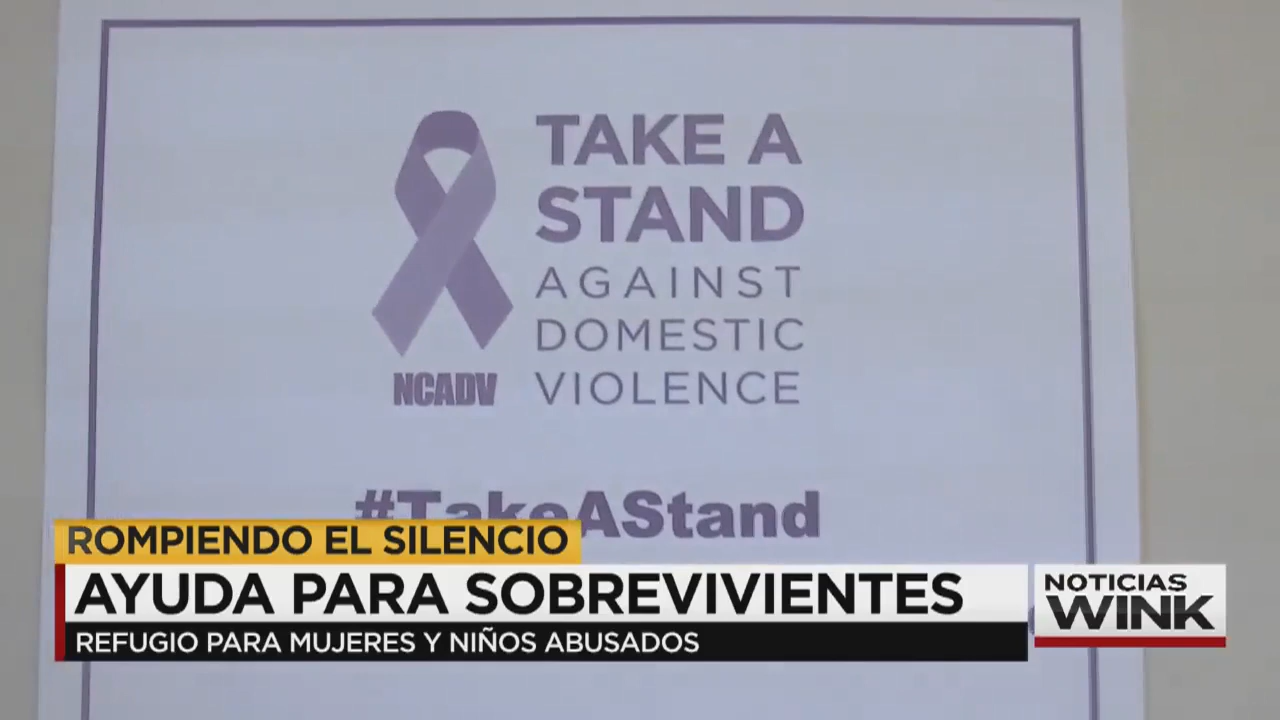 TAKE A
STAND
AGAINST
DOMESTIC
VIOLENCE
NCADV
#TakeAStand
ROMPIENDO EL SILENCIO
AYUDA PARA SOBREVIVIENTES
REFUGIO PARA MUJERES Y NIÑOS ABUSADOS
NOTICIAS
WINK